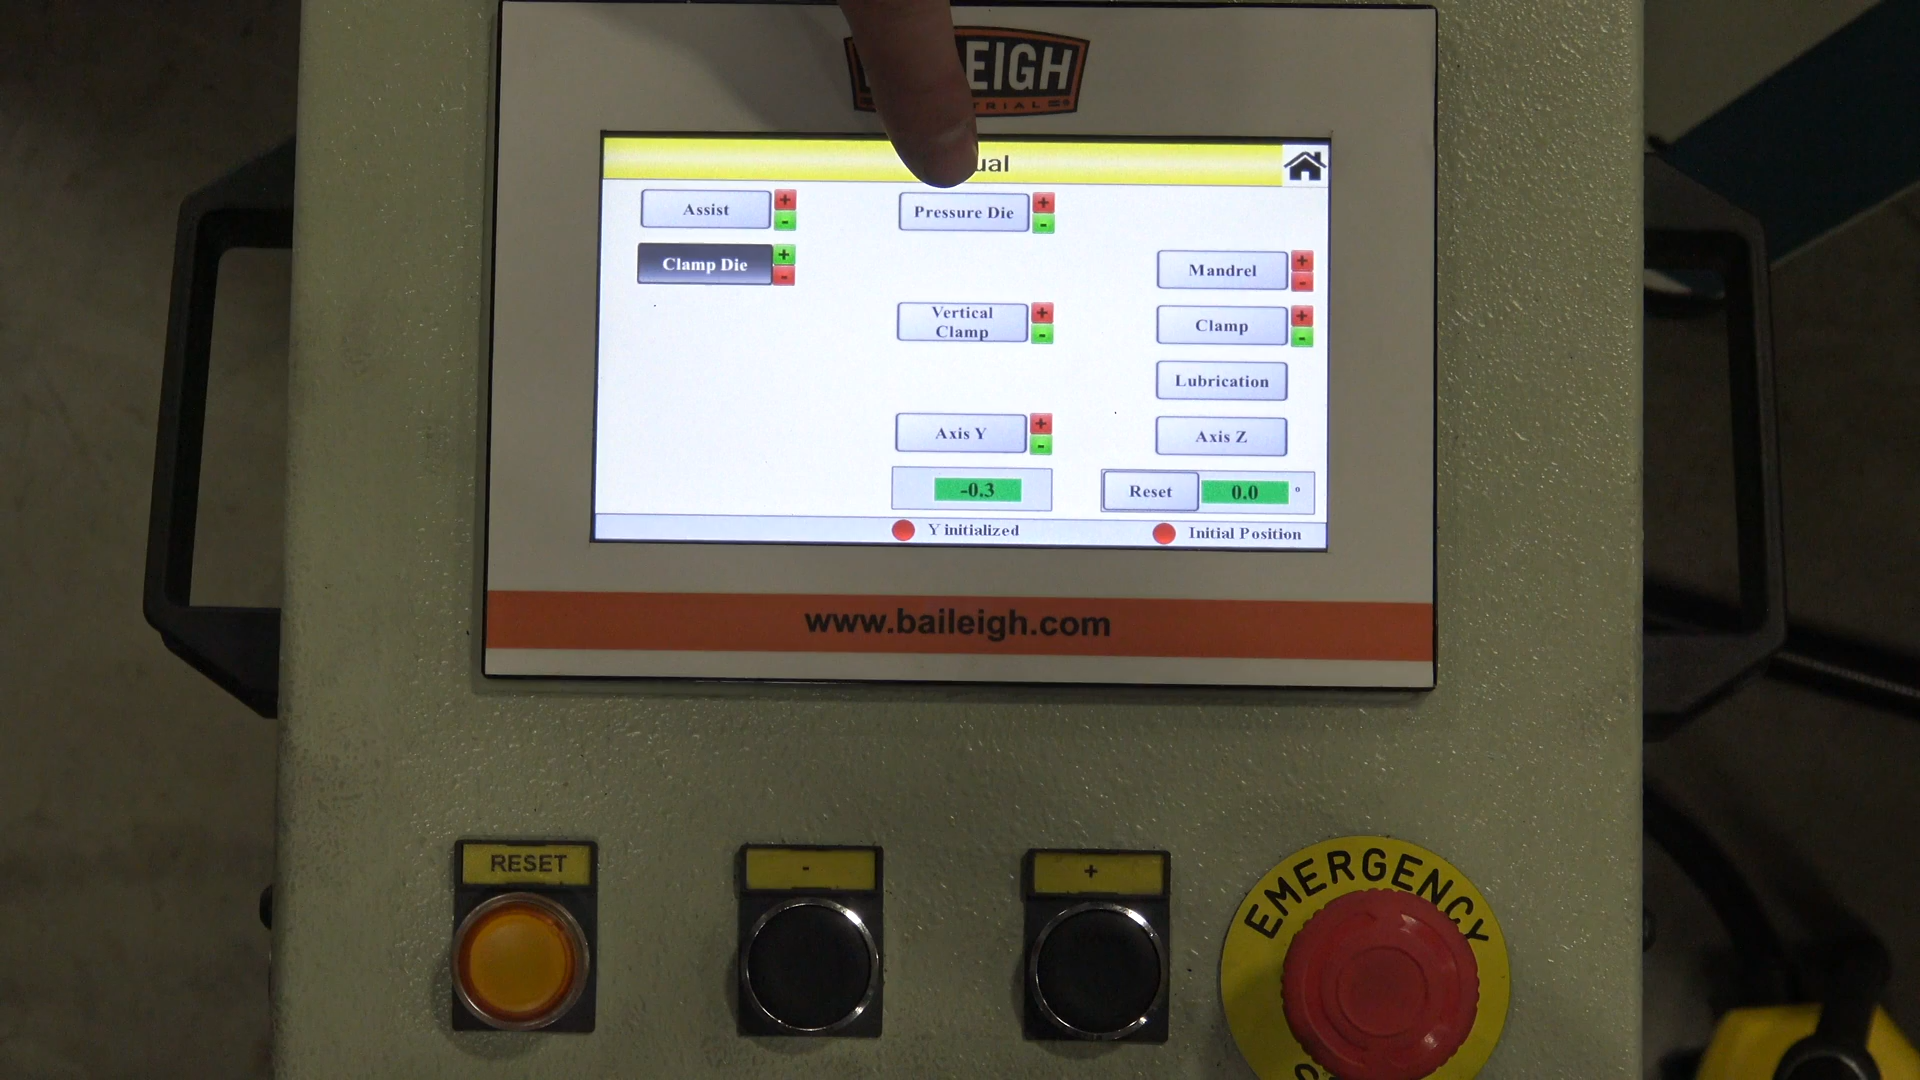 EIGH
TRIAL
ual
Assist
+
-
Pressure Die
+
-
Clamp Die
+
-
Mandrel
+
-
Vertical
Clamp
+
-
Clamp
+
-
Lubrication
Axis Y
+
-
Axis Z
-0.3
Reset
0.0 °
Y initialized
Initial Position
www.baileigh.com
RESET
-
+
EMERGENCY